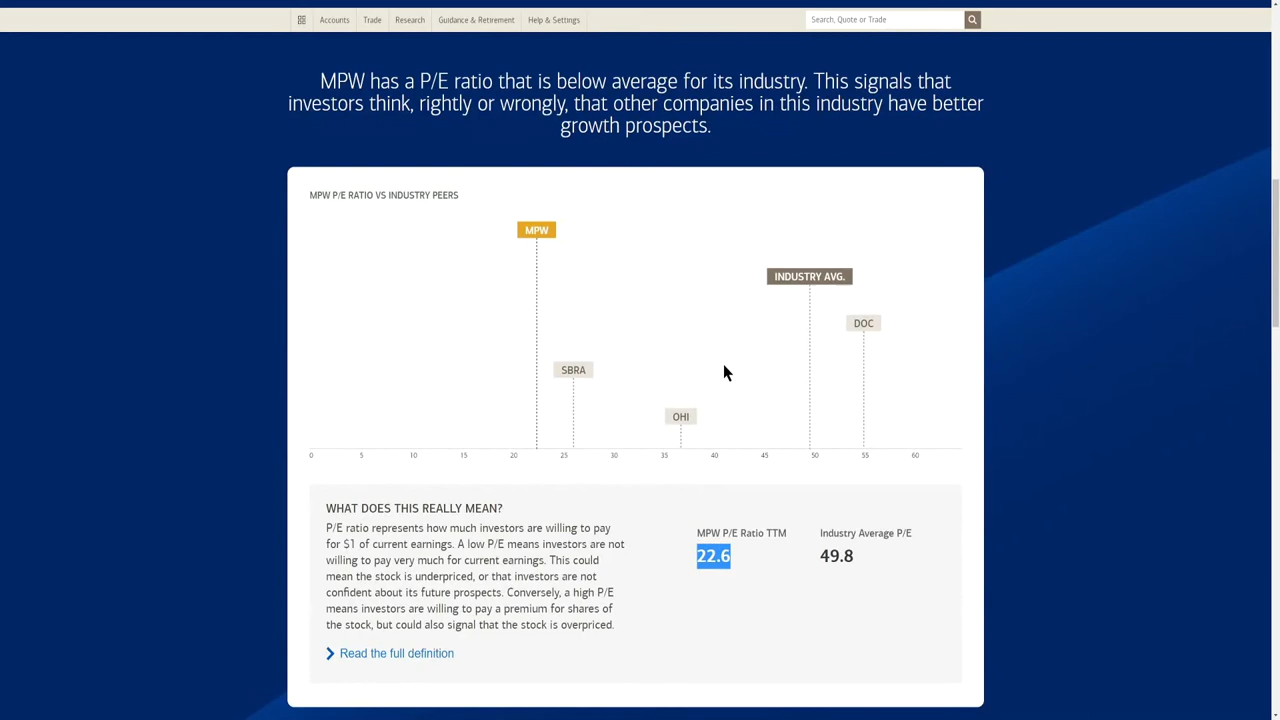 Accounts
Trade
Research
Guidance & Retirement
Help & Settings
Search, Quote or Trade
MPW has a P/E ratio that is below average for its industry. This signals that
investors think, rightly or wrongly, that other companies in this industry have better
growth prospects.
MPW P/E RATIO VS INDUSTRY PEERS
MPW
INDUSTRY AVG.
DOC
SBRA
OHI
0 5 10 15 20 25 30 35 40 45 50 55 60
WHAT DOES THIS REALLY MEAN?
P/E ratio represents how much investors are willing to pay
for $1 of current earnings. A low P/E means investors are not
willing to pay very much for current earnings. This could
mean the stock is underpriced, or that investors are not
confident about its future prospects. Conversely, a high P/E
means investors are willing to pay a premium for shares of
the stock, but could also signal that the stock is overpriced.
Read the full definition
MPW P/E Ratio TTM
22.6
Industry Average P/E
49.8